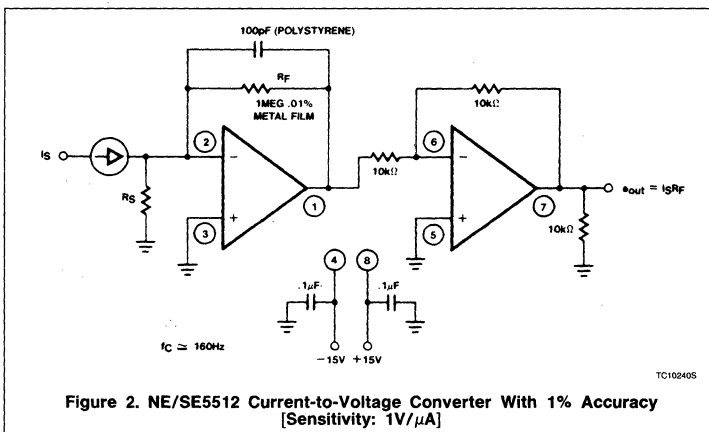 100pF (POLYSTYRENE)
RF
1MEG .01%
METAL FILM
10kΩ
IS
2
−
6
−
10kΩ
RS
1
7
eout = ISRF
3
+
5
+
10kΩ
4
8
.1μF
.1μF
fC ≃ 160Hz
−15V
+15V
TC10240S
Figure 2. NE/SE5512 Current-to-Voltage Converter With 1% Accuracy
[Sensitivity: 1V/μA]